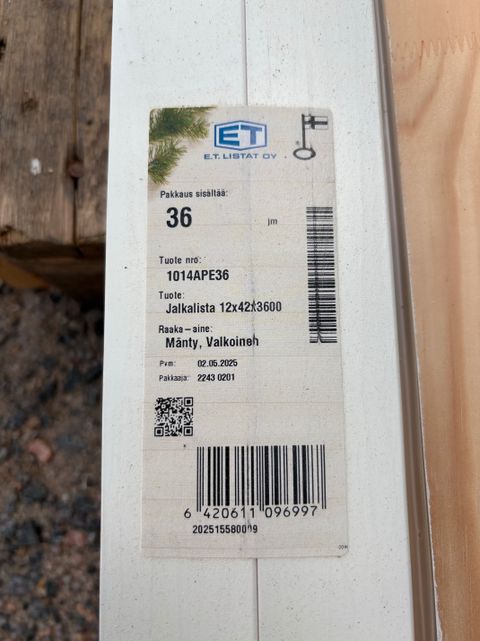 ET
E.T. LISTAT OY
Pakkaus sisältää:
36 jm
Tuote nro:
1014APE36
Tuote:
Jalkalista 12x42x3600
Raaka-aine:
Mänty, Valkoinen
Pvm: 02.05.2025
Pakkaaja: 2243 0201
6 420611 096997
202515580009